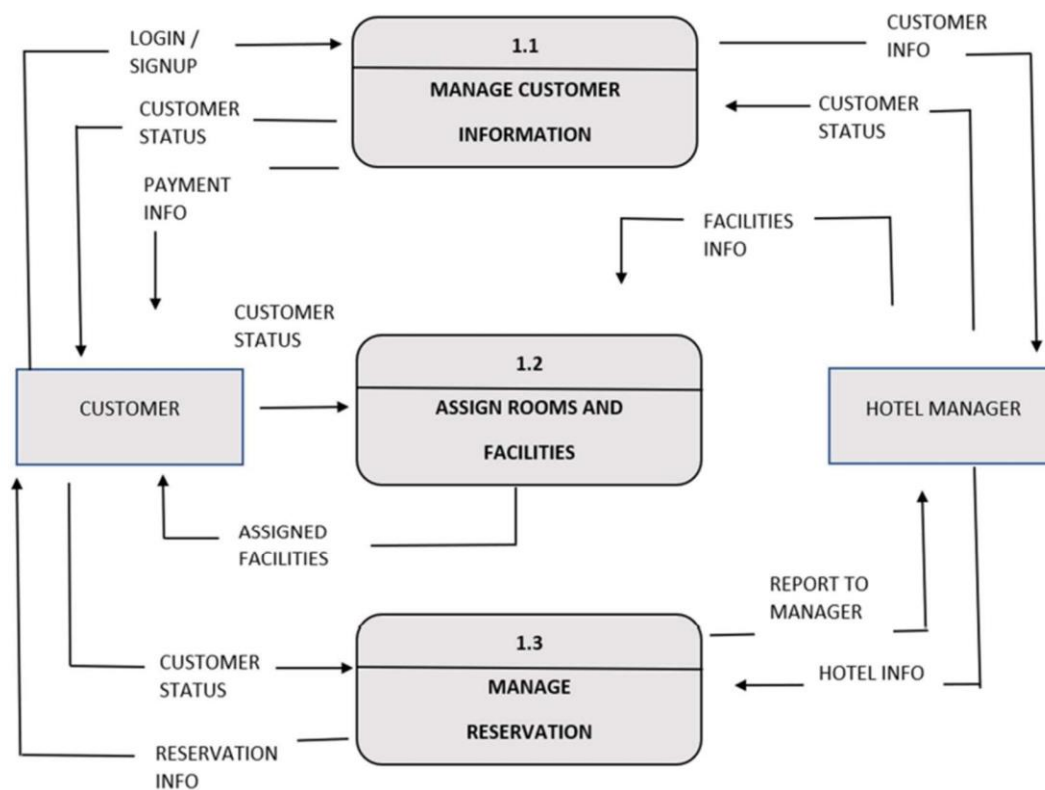 LOGIN /
SIGNUP
1.1
MANAGE CUSTOMER
INFORMATION
CUSTOMER
INFO
CUSTOMER
STATUS
CUSTOMER
STATUS
PAYMENT
INFO
FACILITIES
INFO
CUSTOMER
STATUS
1.2
ASSIGN ROOMS AND
FACILITIES
CUSTOMER
HOTEL MANAGER
ASSIGNED
FACILITIES
REPORT TO
MANAGER
1.3
MANAGE
RESERVATION
CUSTOMER
STATUS
HOTEL INFO
RESERVATION
INFO